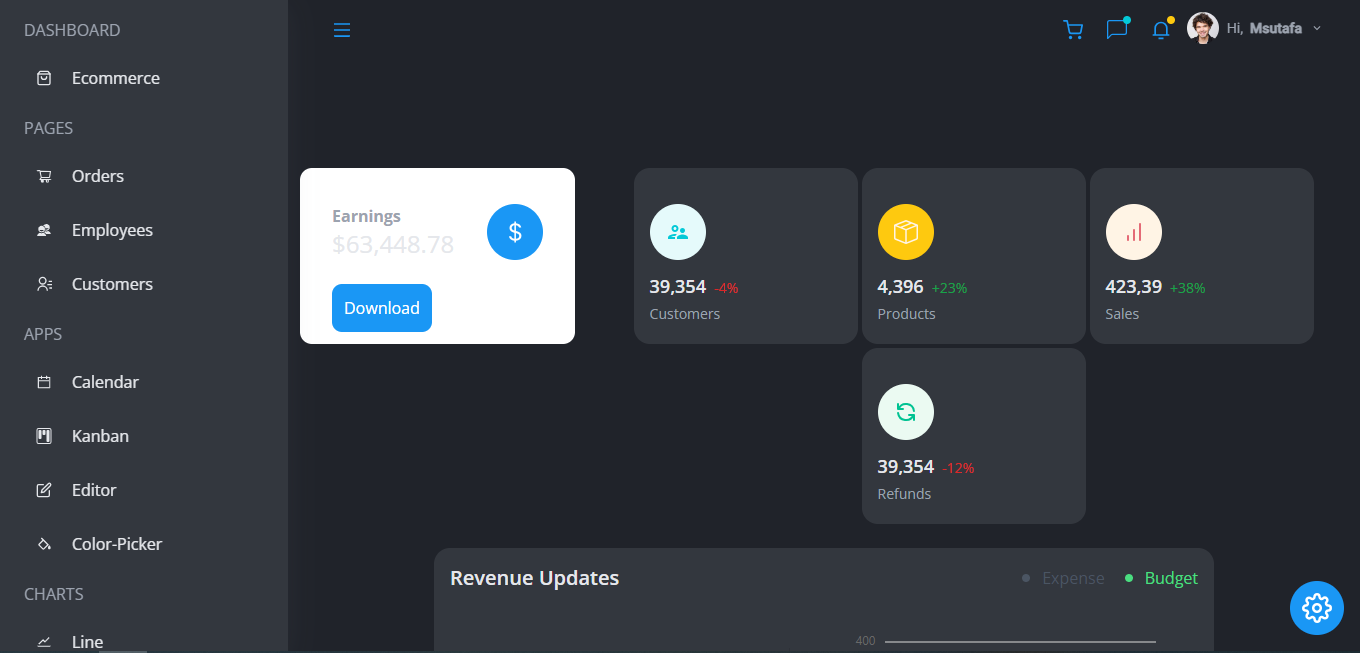 DASHBOARD
Ecommerce
PAGES
Orders
Employees
Customers
APPS
Calendar
Kanban
Editor
Color-Picker
CHARTS
Line
Hi, Msutafa
Earnings
$63,448.78
$
Download
39,354 -4%
Customers
4,396 +23%
Products
423,39 +38%
Sales
39,354 -12%
Refunds
Revenue Updates
Expense
Budget
400